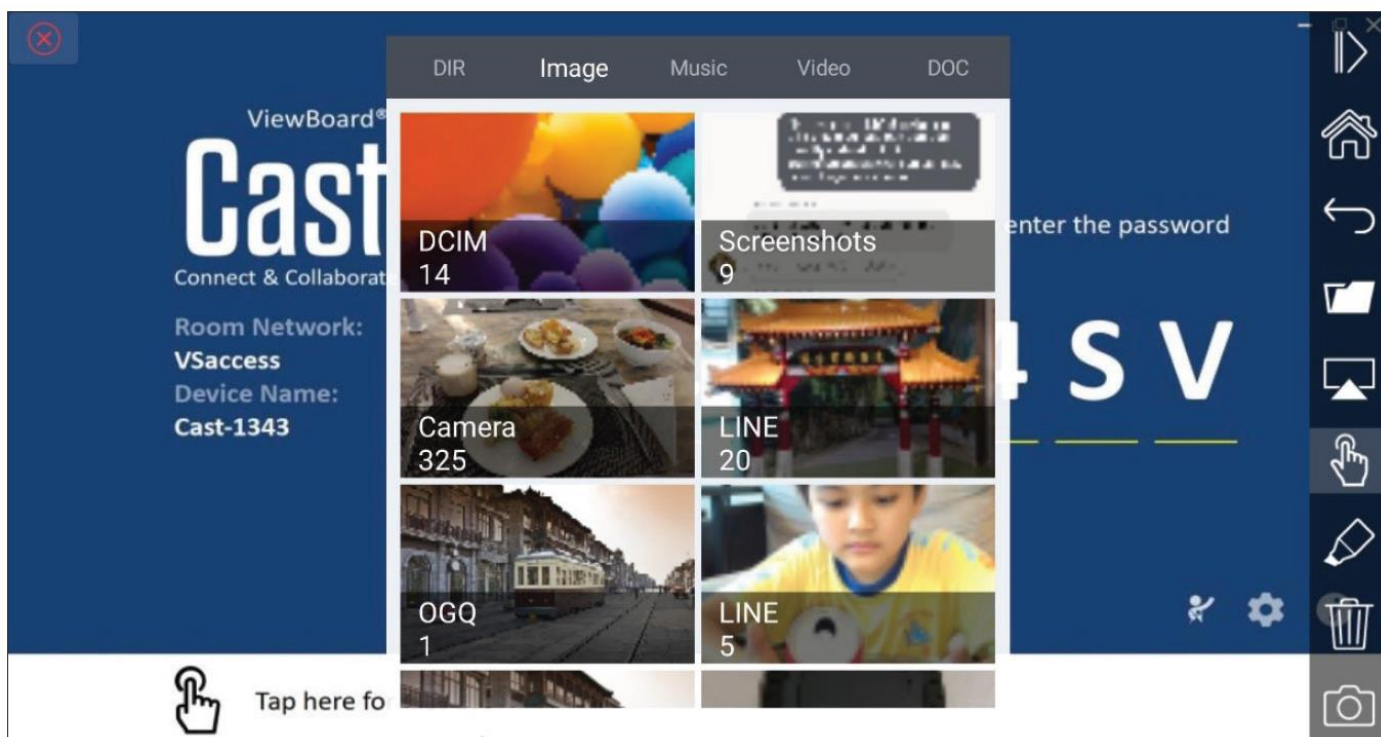 DIR Image Music Video DOC
ViewBoard®
Cast
Connect & Collaborat
Room Network:
VSaccess
Device Name:
Cast-1343
DCIM
14
Screenshots
9
enter the password
Camera
325
LINE
20
4 S V
OGQ
1
LINE
5
Tap here fo